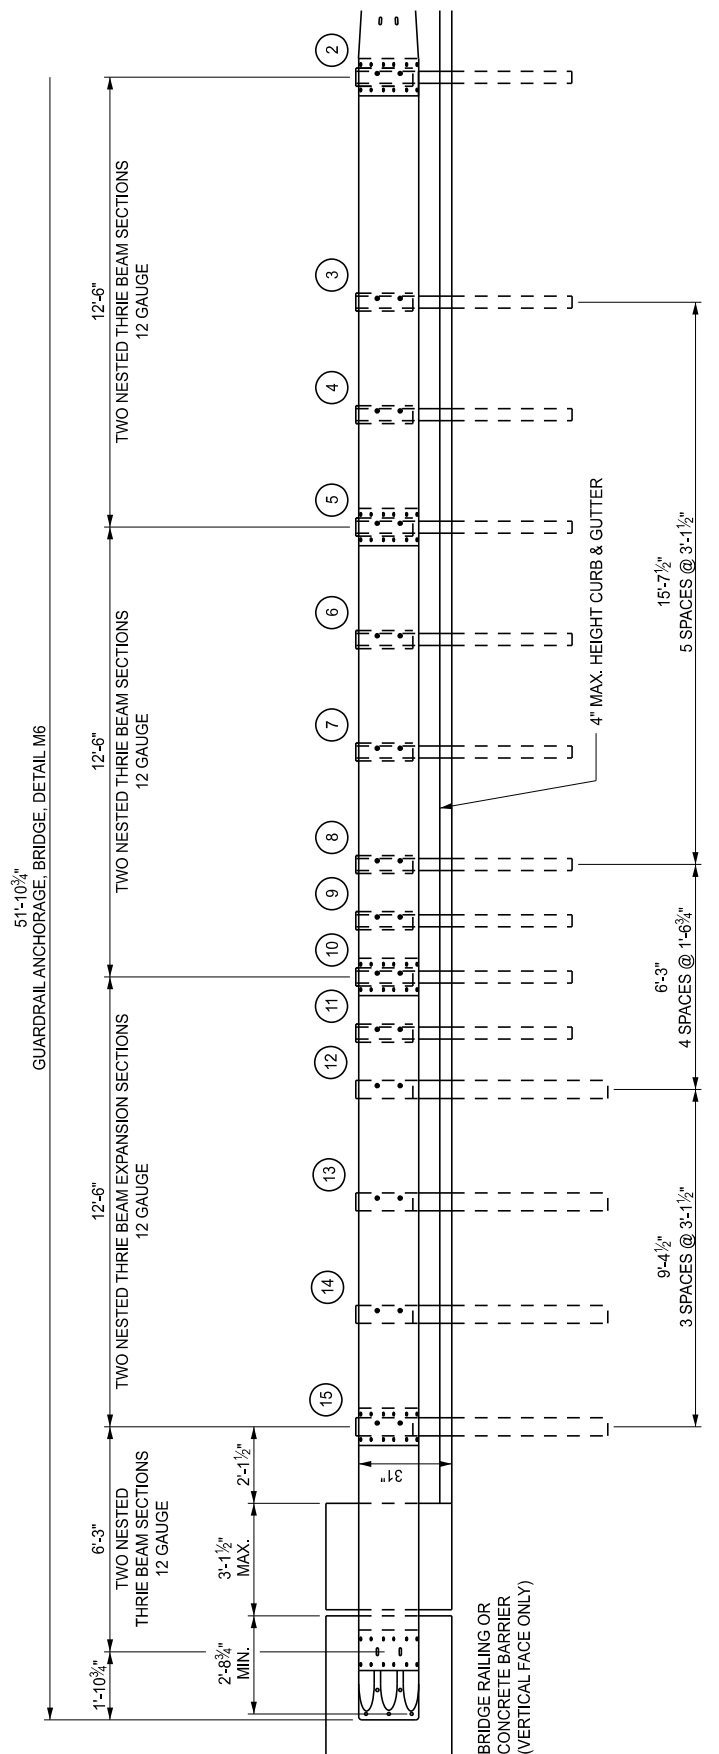 51'-10¾"
GUARDRAIL ANCHORAGE, BRIDGE, DETAIL M6
1'-10¾"
6'-3"
TWO NESTED
THRIE BEAM SECTIONS
12 GAUGE
12'-6"
TWO NESTED THRIE BEAM EXPANSION SECTIONS
12 GAUGE
12'-6"
TWO NESTED THRIE BEAM SECTIONS
12 GAUGE
12'-6"
TWO NESTED THRIE BEAM SECTIONS
12 GAUGE
2'-8¾"
MIN.
3'-1½"
MAX.
2'-1½"
15
14
13
12
11
10
9
8
7
6
5
4
3
2
31"
BRIDGE RAILING OR
CONCRETE BARRIER
(VERTICAL FACE ONLY)
4" MAX. HEIGHT CURB & GUTTER
9'-4½"
3 SPACES @ 3'-1½"
6'-3"
4 SPACES @ 1'-6¾"
15'-7½"
5 SPACES @ 3'-1½"